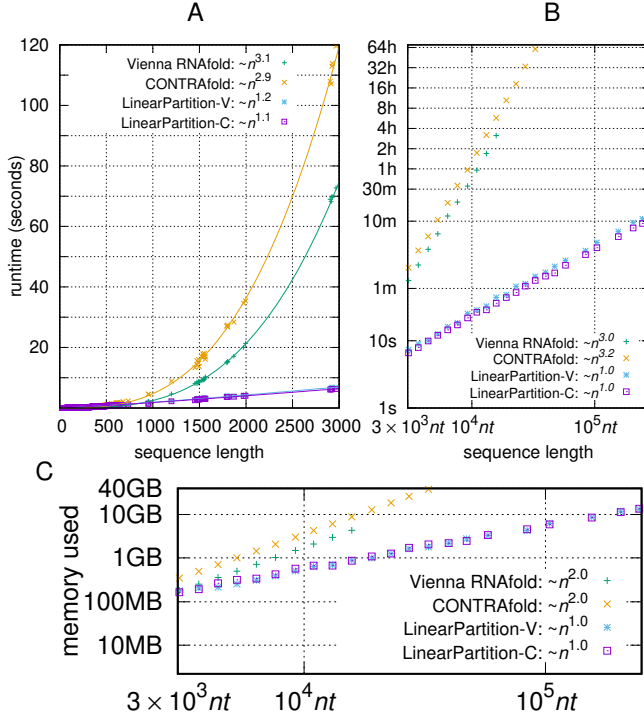 A
120
100
80
60
40
20
runtime (seconds)
Vienna RNAfold: ~n^3.1
CONTRAfold: ~n^2.9
LinearPartition-V: ~n^1.2
LinearPartition-C: ~n^1.1
0 500 1000 1500 2000 2500 3000
sequence length
B
64h
32h
16h
8h
4h
2h
1h
30m
10m
1m
10s
1s
Vienna RNAfold: ~n^3.0
CONTRAfold: ~n^3.2
LinearPartition-V: ~n^1.0
LinearPartition-C: ~n^1.0
3 × 10^3nt 10^4nt 10^5nt
sequence length
C
40GB
10GB
1GB
100MB
10MB
memory used
Vienna RNAfold: ~n^2.0
CONTRAfold: ~n^2.0
LinearPartition-V: ~n^1.0
LinearPartition-C: ~n^1.0
3 × 10^3nt 10^4nt 10^5nt